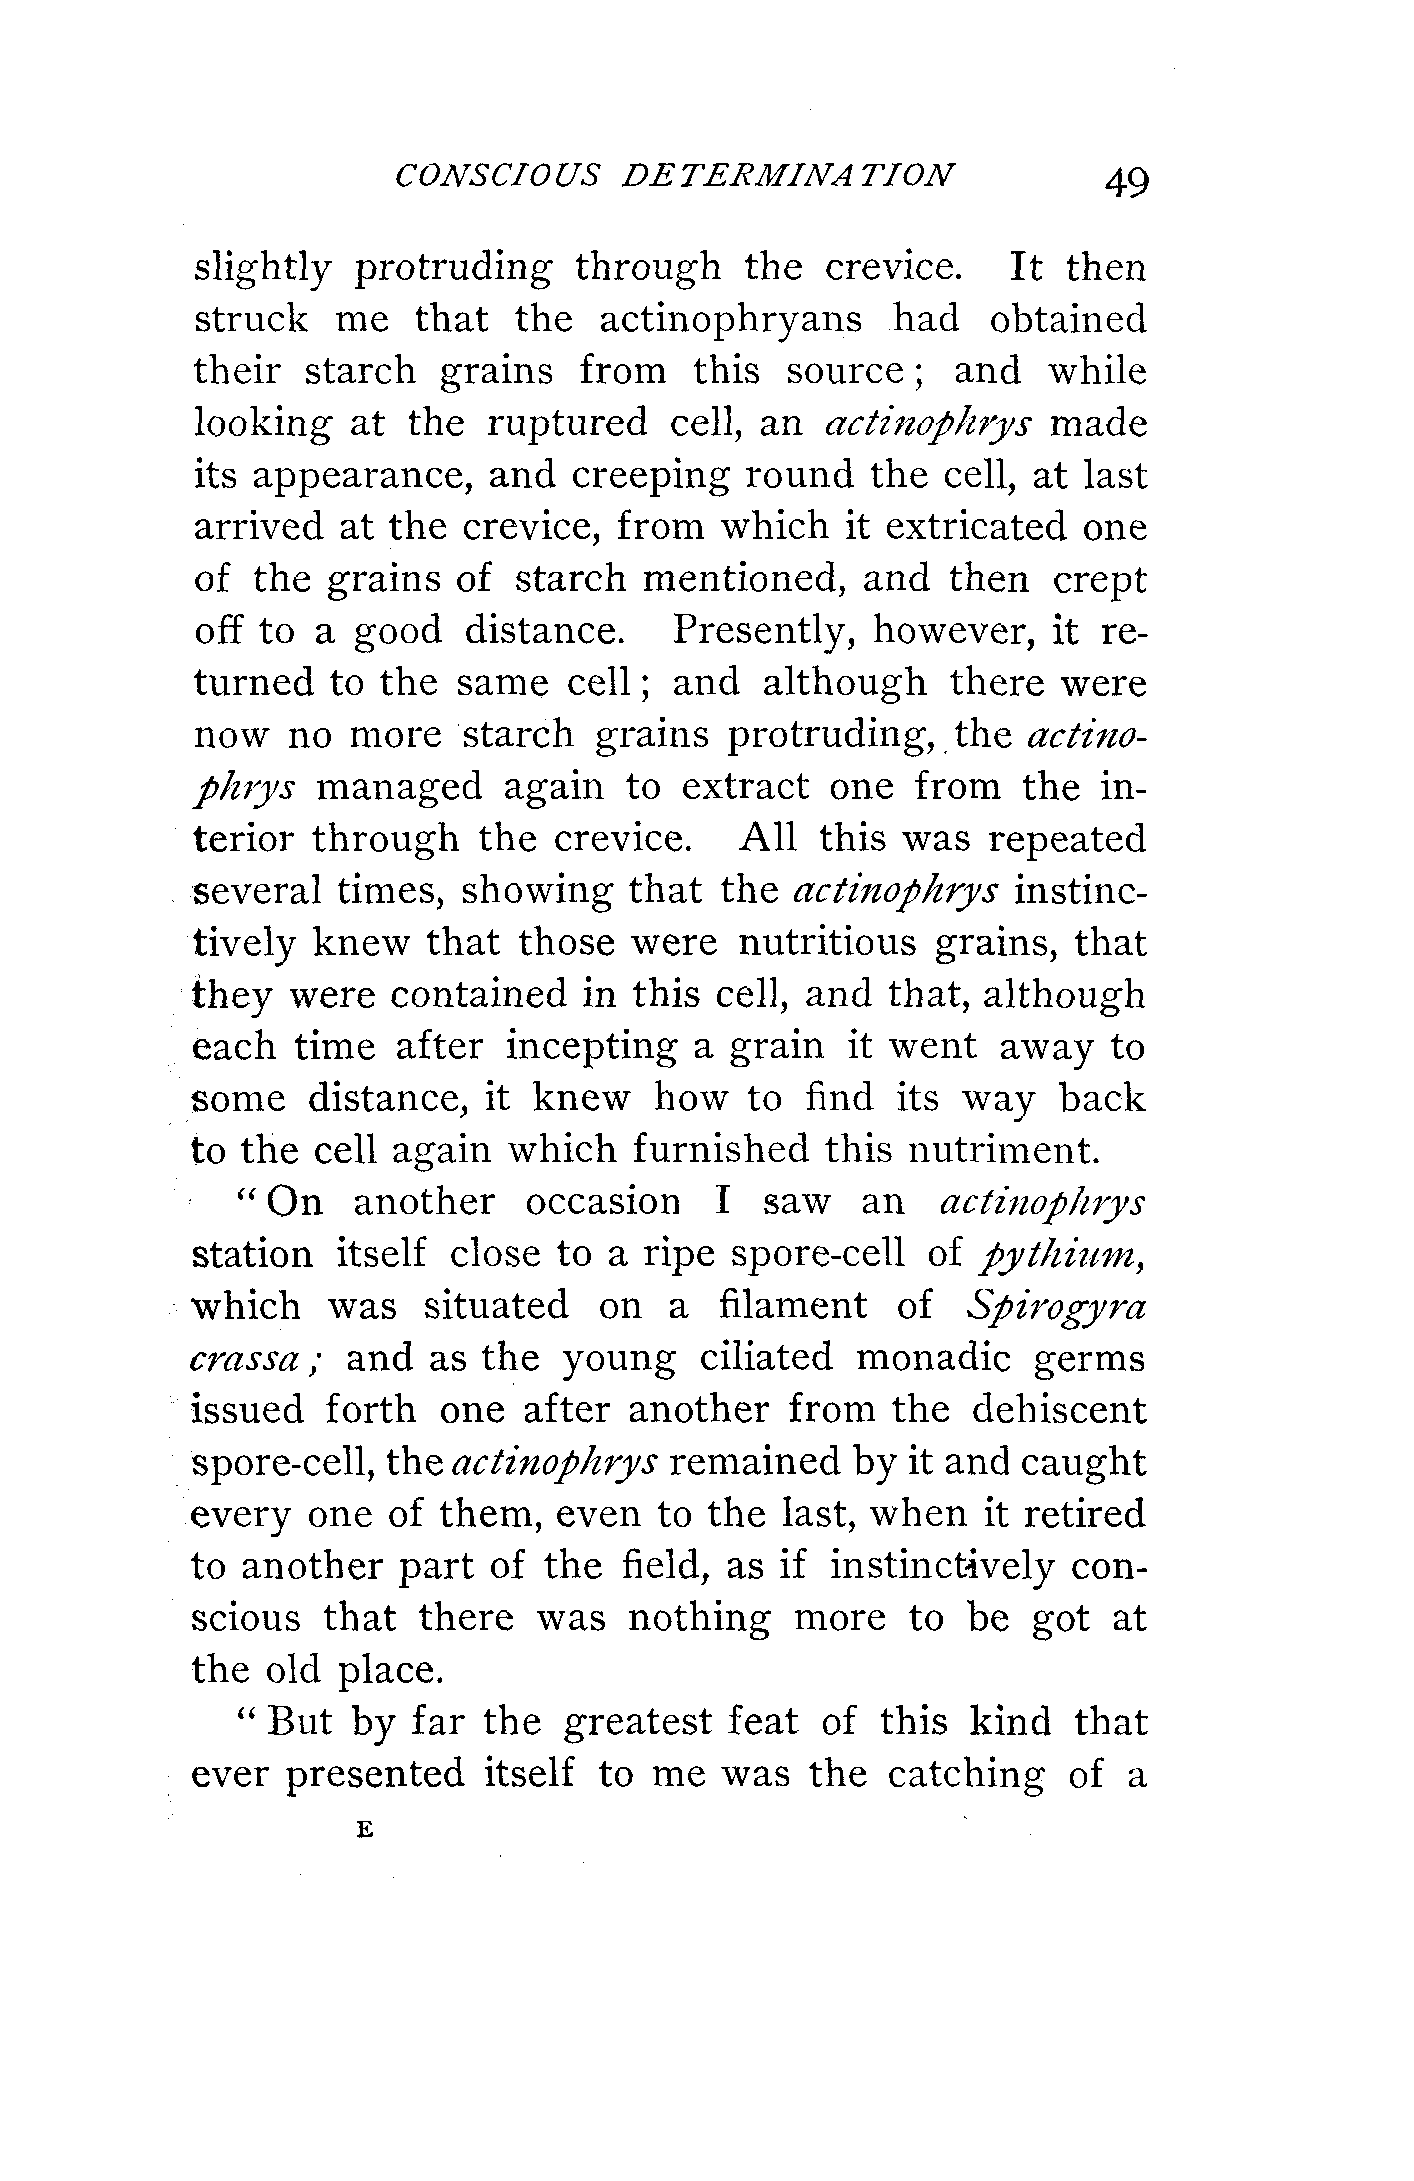 CONSCIOUS DETERMINATION 49
slightly protruding through the crevice. It then
struck me that the actinophryans had obtained
their starch grains from this source ; and while
looking at the ruptured cell, an actinophrys made
its appearance, and creeping round the cell, at last
arrived at the crevice, from which it extricated one
of the grains of starch mentioned, and then crept
off to a good distance. Presently, however, it re-
turned to the same cell ; and although there were
now no more starch grains protruding, the actino-
phrys managed again to extract one from the in-
terior through the crevice. All this was repeated
several times, showing that the actinophrys instinc-
tively knew that those were nutritious grains, that
they were contained in this cell, and that, although
each time after incepting a grain it went away to
some distance, it knew how to find its way back
to the cell again which furnished this nutriment.
“ On another occasion I saw an actinophrys
station itself close to a ripe spore-cell of pythium,
which was situated on a filament of Spirogyra
crassa ; and as the young ciliated monadic germs
issued forth one after another from the dehiscent
spore-cell, the actinophrys remained by it and caught
every one of them, even to the last, when it retired
to another part of the field, as if instinctively con-
scious that there was nothing more to be got at
the old place.
“ But by far the greatest feat of this kind that
ever presented itself to me was the catching of a
E